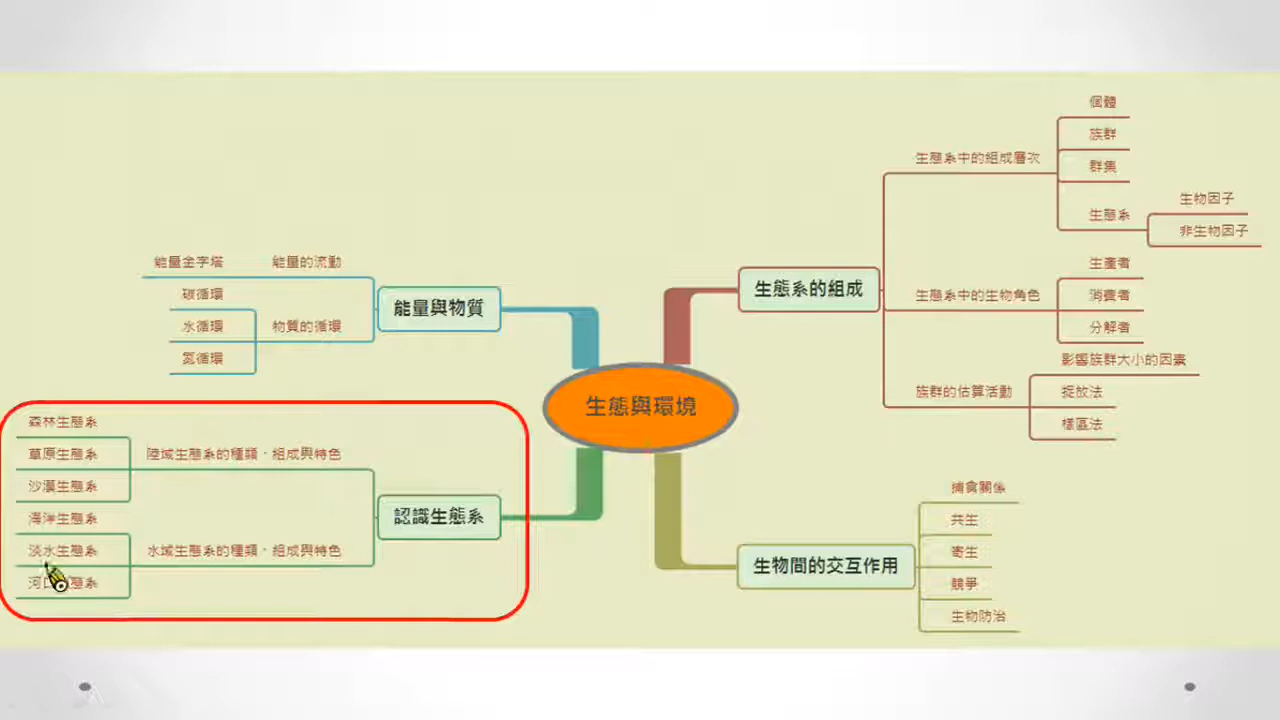 生態與環境
能量與物質
能量的流動
能量金字塔
物質的循環
碳循環
水循環
氮循環
認識生態系
陸域生態系的種類、組成與特色
森林生態系
草原生態系
沙漠生態系
水域生態系的種類、組成與特色
海洋生態系
淡水生態系
河口生態系
生態系的組成
生態系中的組成層次
個體
族群
群集
生態系
生物因子
非生物因子
生態系中的生物角色
生產者
消費者
分解者
族群的估算活動
影響族群大小的因素
捉放法
樣區法
生物間的交互作用
捕食關係
共生
寄生
競爭
生物防治